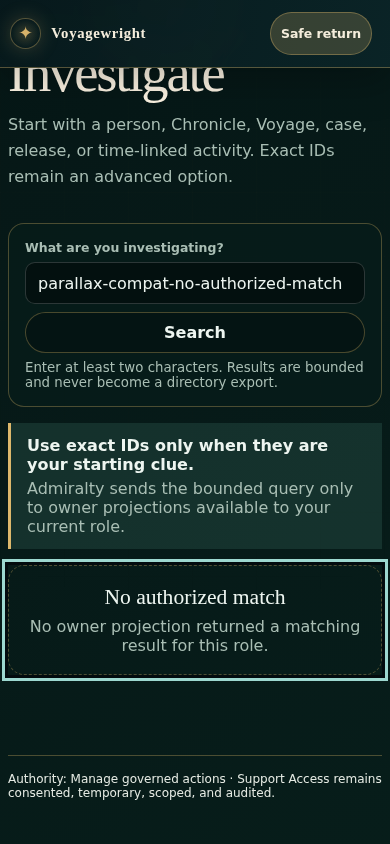 Voyagewright
Safe return
Investigate
Start with a person, Chronicle, Voyage, case,
release, or time-linked activity. Exact IDs
remain an advanced option.
What are you investigating?
parallax-compat-no-authorized-match
Search
Enter at least two characters. Results are bounded
and never become a directory export.
Use exact IDs only when they are
your starting clue.
Admiralty sends the bounded query only
to owner projections available to your
current role.
No authorized match
No owner projection returned a matching
result for this role.
Authority: Manage governed actions · Support Access remains
consented, temporary, scoped, and audited.